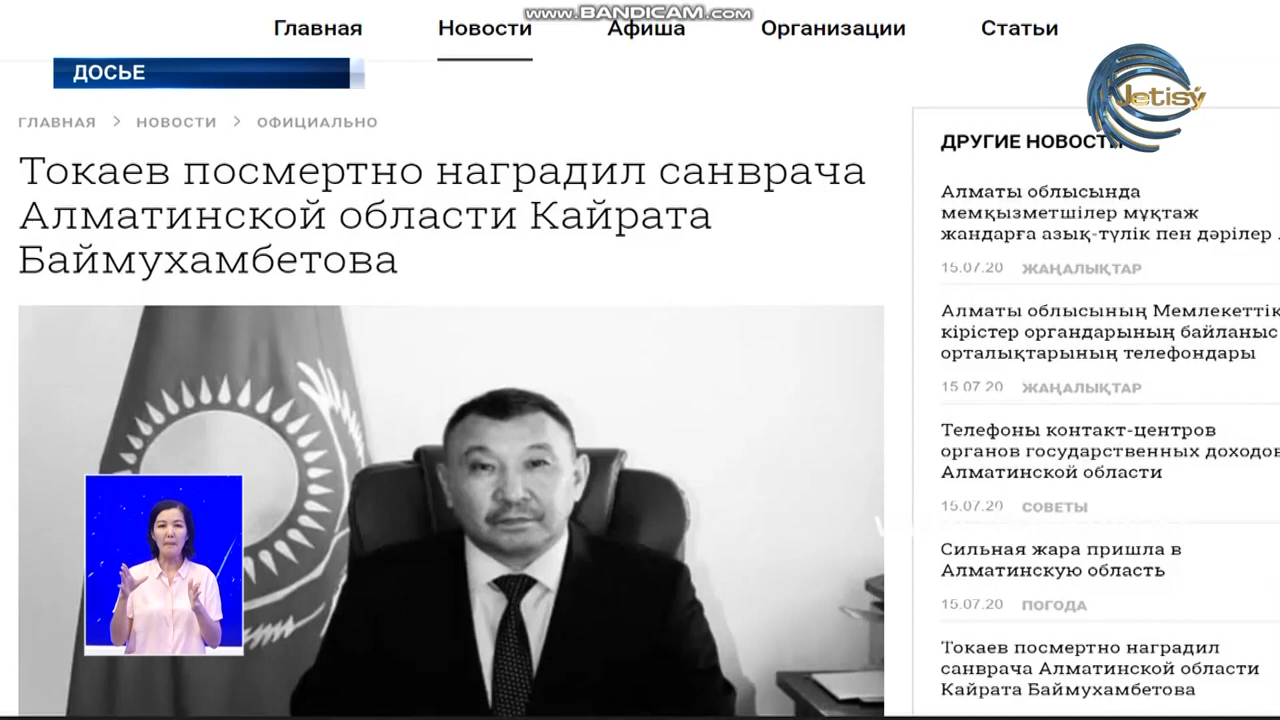 www.BANDICAM.com
Главная
Новости
Афиша
Организации
Статьи
ДОСЬЕ
Jetisý
ГЛАВНАЯ > НОВОСТИ > ОФИЦИАЛЬНО
Токаев посмертно наградил санврача
Алматинской области Кайрата
Баймухамбетова
ДРУГИЕ НОВОСТИ
Алматы облысында
мемқызметшілер мұқтаж
жандарға азық-түлік пен дәрілер
15.07.20 ЖАҢАЛЫҚТАР
Алматы облысының Мемлекеттік
кірістер органдарының байланыс
орталықтарының телефондары
15.07.20 ЖАҢАЛЫҚТАР
Телефоны контакт-центров
органов государственных доходов
Алматинской области
15.07.20 СОВЕТЫ
Сильная жара пришла в
Алматинскую область
15.07.20 ПОГОДА
Токаев посмертно наградил
санврача Алматинской области
Кайрата Баймухамбетова